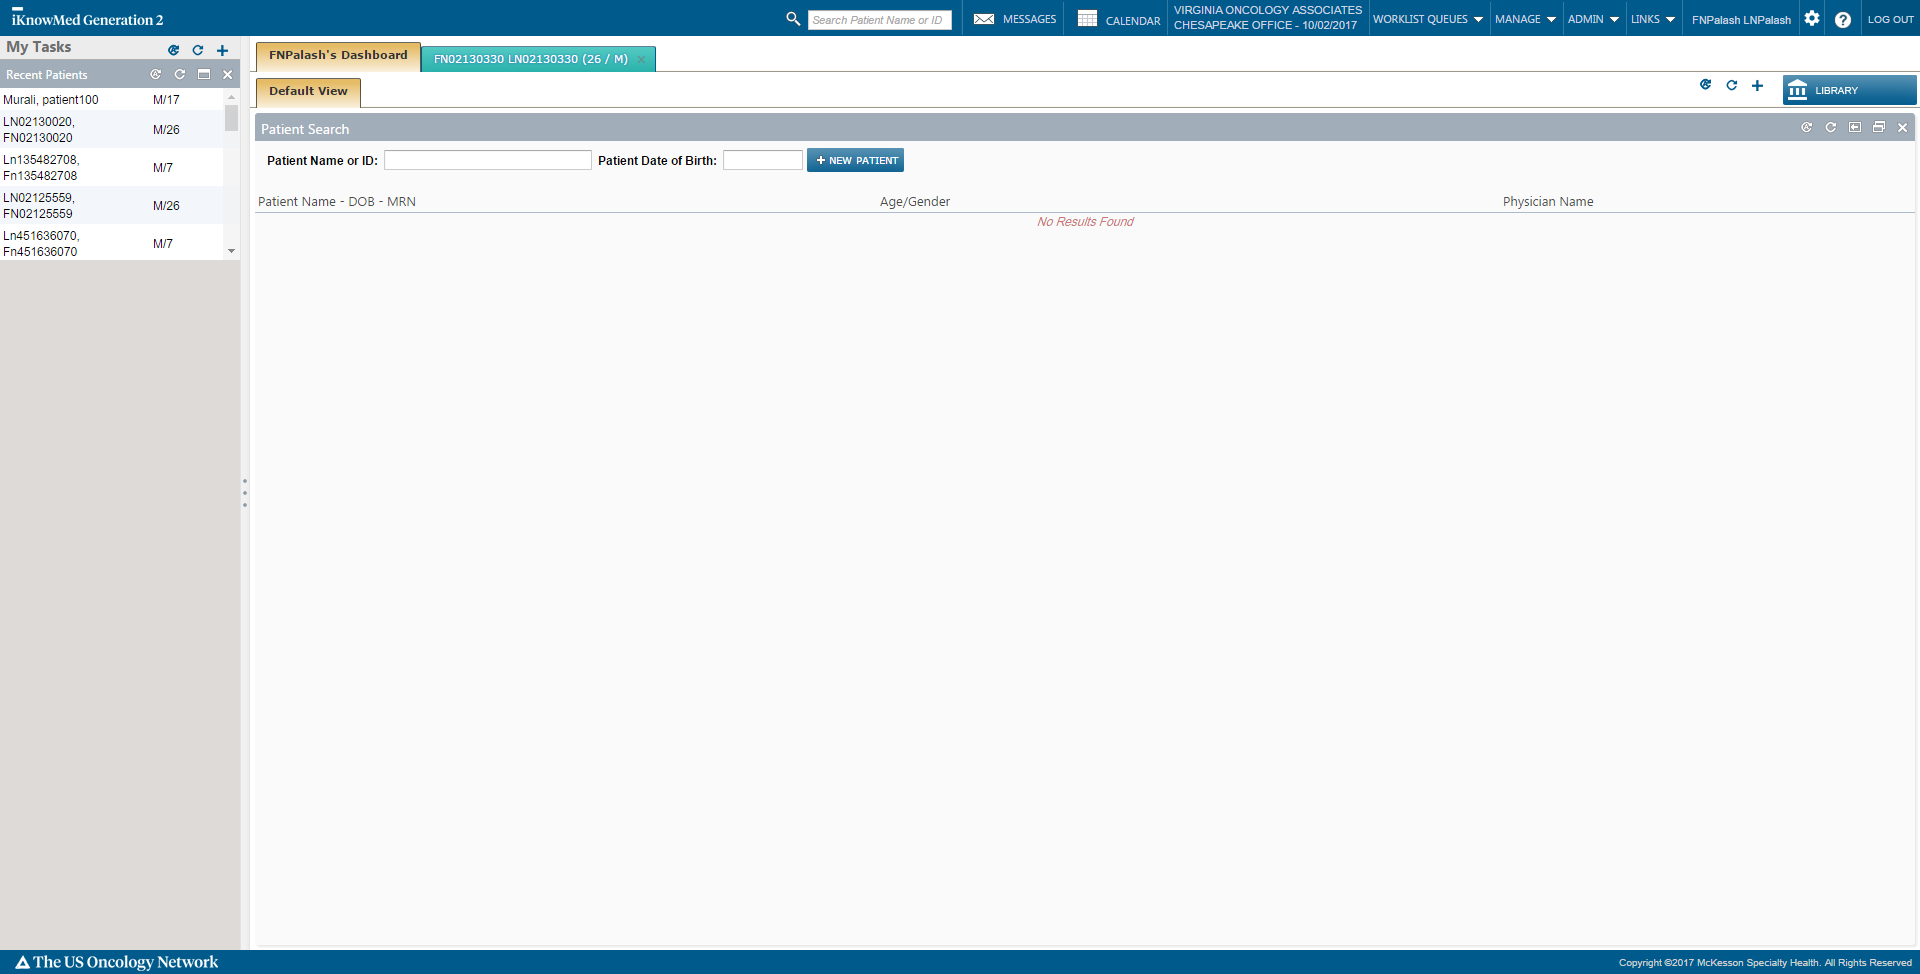 iKnowMed Generation 2
Search Patient Name or ID
MESSAGES
CALENDAR
VIRGINIA ONCOLOGY ASSOCIATES
CHESAPEAKE OFFICE - 10/02/2017
WORKLIST QUEUES
MANAGE
ADMIN
LINKS
FNPalash LNPalash
LOG OUT
My Tasks
Recent Patients
Murali, patient100 M/17
LN02130020,
FN02130020
M/26
Ln135482708,
Fn135482708
M/7
LN02125559,
FN02125559
M/26
Ln451636070,
Fn451636070
M/7
FNPalash's Dashboard
FN02130330 LN02130330 (26 / M)
Default View
LIBRARY
Patient Search
Patient Name or ID:
Patient Date of Birth:
+ NEW PATIENT
Patient Name - DOB - MRN
Age/Gender
Physician Name
No Results Found
The US Oncology Network
Copyright ©2017 McKesson Specialty Health. All Rights Reserved